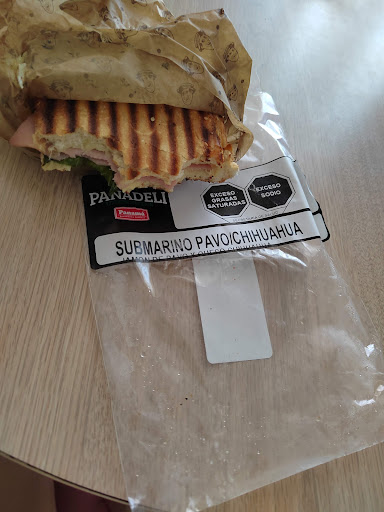 PANADELI
Panamá
EXCESO
GRASAS
SATURADAS
EXCESO
SODIO
SUBMARINO PAVO/CHIHUAHUA